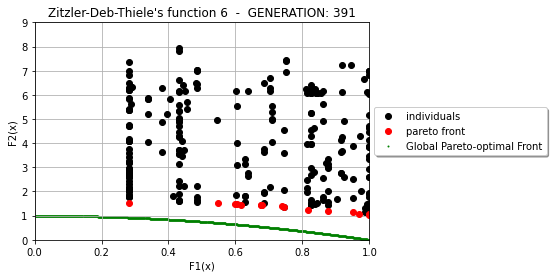 Zitzler-Deb-Thiele's function 6 - GENERATION: 391
9
8
7
6
5
4
3
2
1
0
F2(x)
0.0 0.2 0.4 0.6 0.8 1.0
F1(x)
individuals
pareto front
Global Pareto-optimal Front